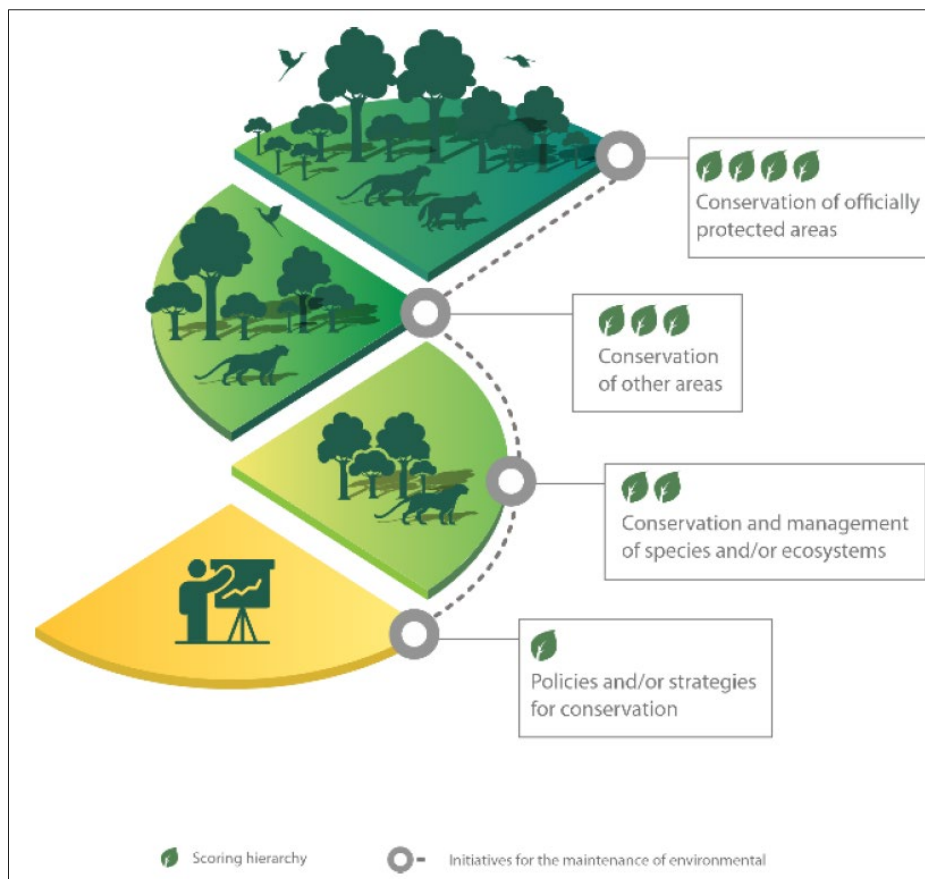 Conservation of officially
protected areas
Conservation
of other areas
Conservation and management
of species and/or ecosystems
Policies and/or strategies
for conservation
Scoring hierarchy
Initiatives for the maintenance of environmental